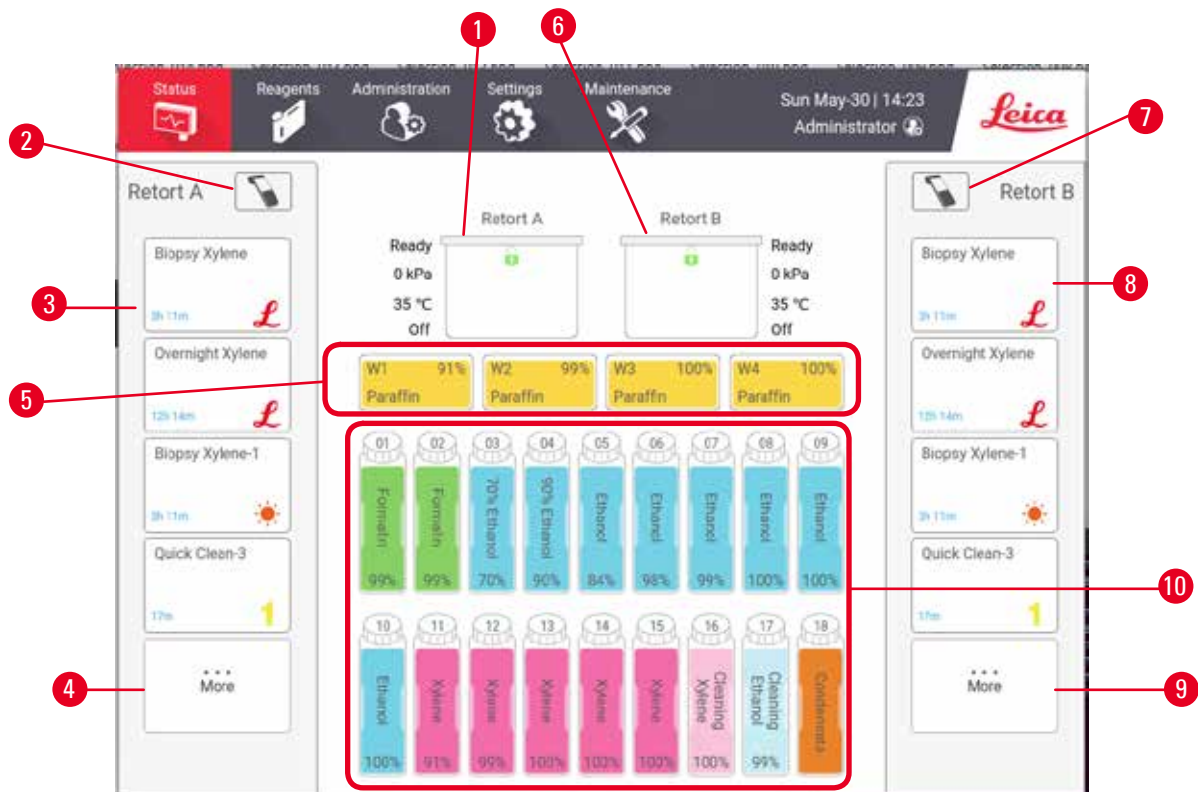 1
6
Status
Reagents
Administration
Settings
Maintenance
Sun May-30 | 14:23
Administrator
Leica
7
2
Retort A
Retort B
Retort A
Retort B
Ready
0 kPa
35 °C
Off
Ready
0 kPa
35 °C
Off
3
Biopsy Xylene
3h 11m
L
Overnight Xylene
12h 14m
L
Biopsy Xylene-1
3h 11m
Quick Clean-3
17m
1
4
...
More
5
W1 91%
Paraffin
W2 99%
Paraffin
W3 100%
Paraffin
W4 100%
Paraffin
01 02 03 04 05 06 07 08 09
Formalin
Formalin
70% Ethanol
90% Ethanol
Ethanol
Ethanol
Ethanol
Ethanol
Ethanol
99% 99% 70% 90% 84% 98% 99% 100% 100%
10 11 12 13 14 15 16 17 18
Ethanol
Xylene
Xylene
Xylene
Xylene
Xylene
Cleaning
Xylene
Cleaning
Ethanol
Condensate
100% 91% 99% 100% 100% 100% 100% 99%
8
Biopsy Xylene
3h 11m
L
Overnight Xylene
12h 14m
L
Biopsy Xylene-1
3h 11m
Quick Clean-3
17m
1
...
More
9
10